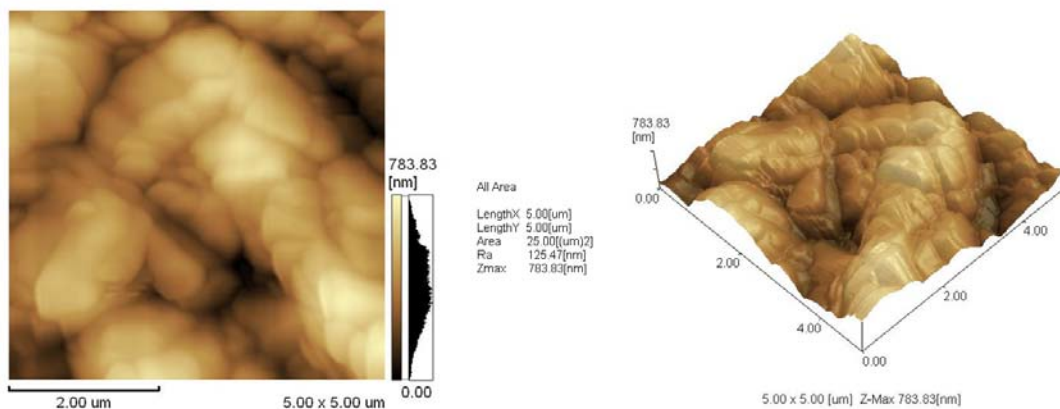 783.83
[nm]
0.00
2.00 um
5.00 x 5.00 um
All Area
LengthX 5.00[um]
LengthY 5.00[um]
Area 25.00[(um)2]
Ra 125.47[nm]
Zmax 783.83[nm]
783.83
[nm]
0.00
2.00
4.00
0.00
2.00
4.00
5.00 x 5.00 [um] Z-Max 783.83[nm]